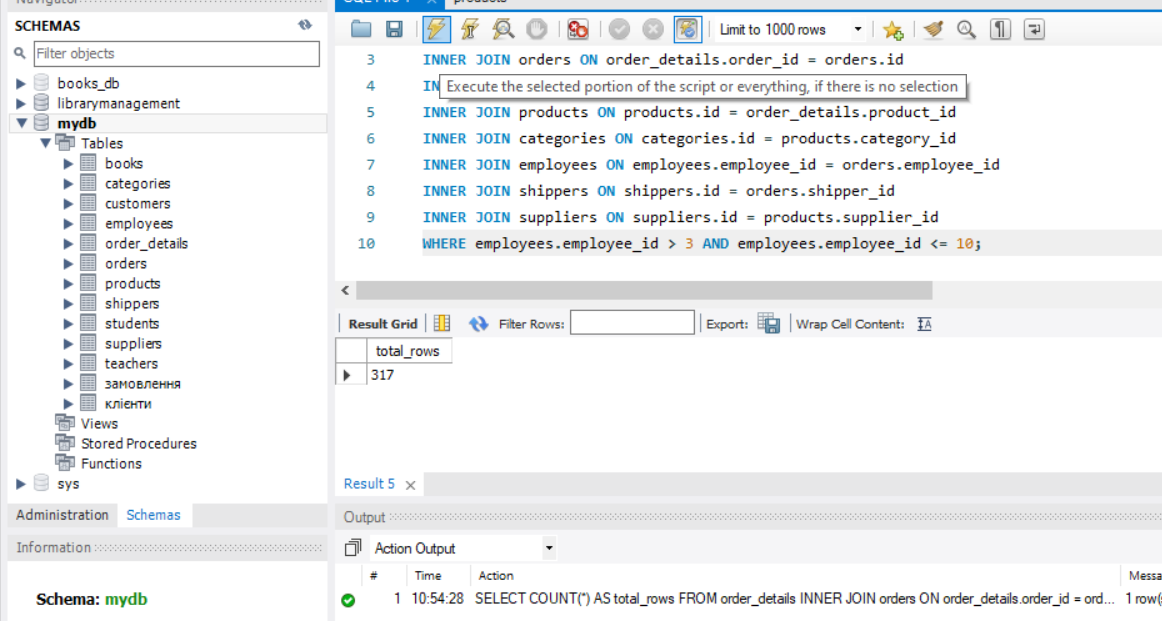 SCHEMAS
Filter objects
books_db
librarymanagement
mydb
Tables
books
categories
customers
employees
order_details
orders
products
shippers
students
suppliers
teachers
замовлення
клієнти
Views
Stored Procedures
Functions
sys
Administration Schemas
Information
Schema: mydb
products
Limit to 1000 rows
3 INNER JOIN orders ON order_details.order_id = orders.id
4 IN
Execute the selected portion of the script or everything, if there is no selection
5 INNER JOIN products ON products.id = order_details.product_id
6 INNER JOIN categories ON categories.id = products.category_id
7 INNER JOIN employees ON employees.employee_id = orders.employee_id
8 INNER JOIN shippers ON shippers.id = orders.shipper_id
9 INNER JOIN suppliers ON suppliers.id = products.supplier_id
10 WHERE employees.employee_id > 3 AND employees.employee_id <= 10;
Result Grid Filter Rows: Export: Wrap Cell Content:
total_rows
317
Result 5
Output
Action Output
# Time Action Messa
1 10:54:28 SELECT COUNT(*) AS total_rows FROM order_details INNER JOIN orders ON order_details.order_id = ord... 1 row(